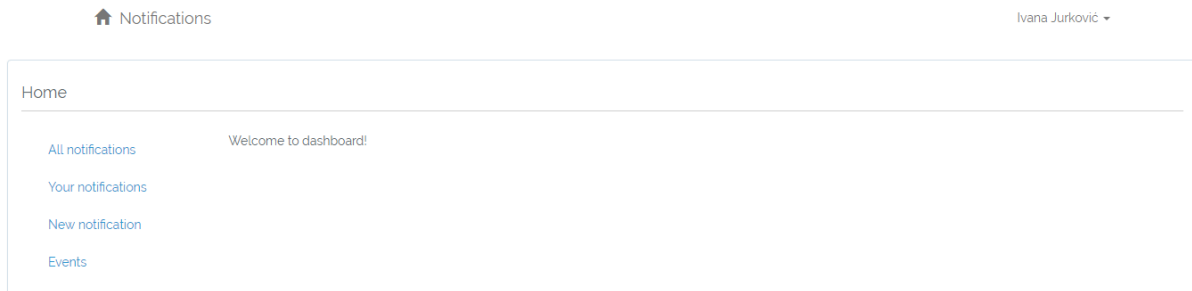 Notifications
Ivana Jurković
Home
All notifications
Welcome to dashboard!
Your notifications
New notification
Events